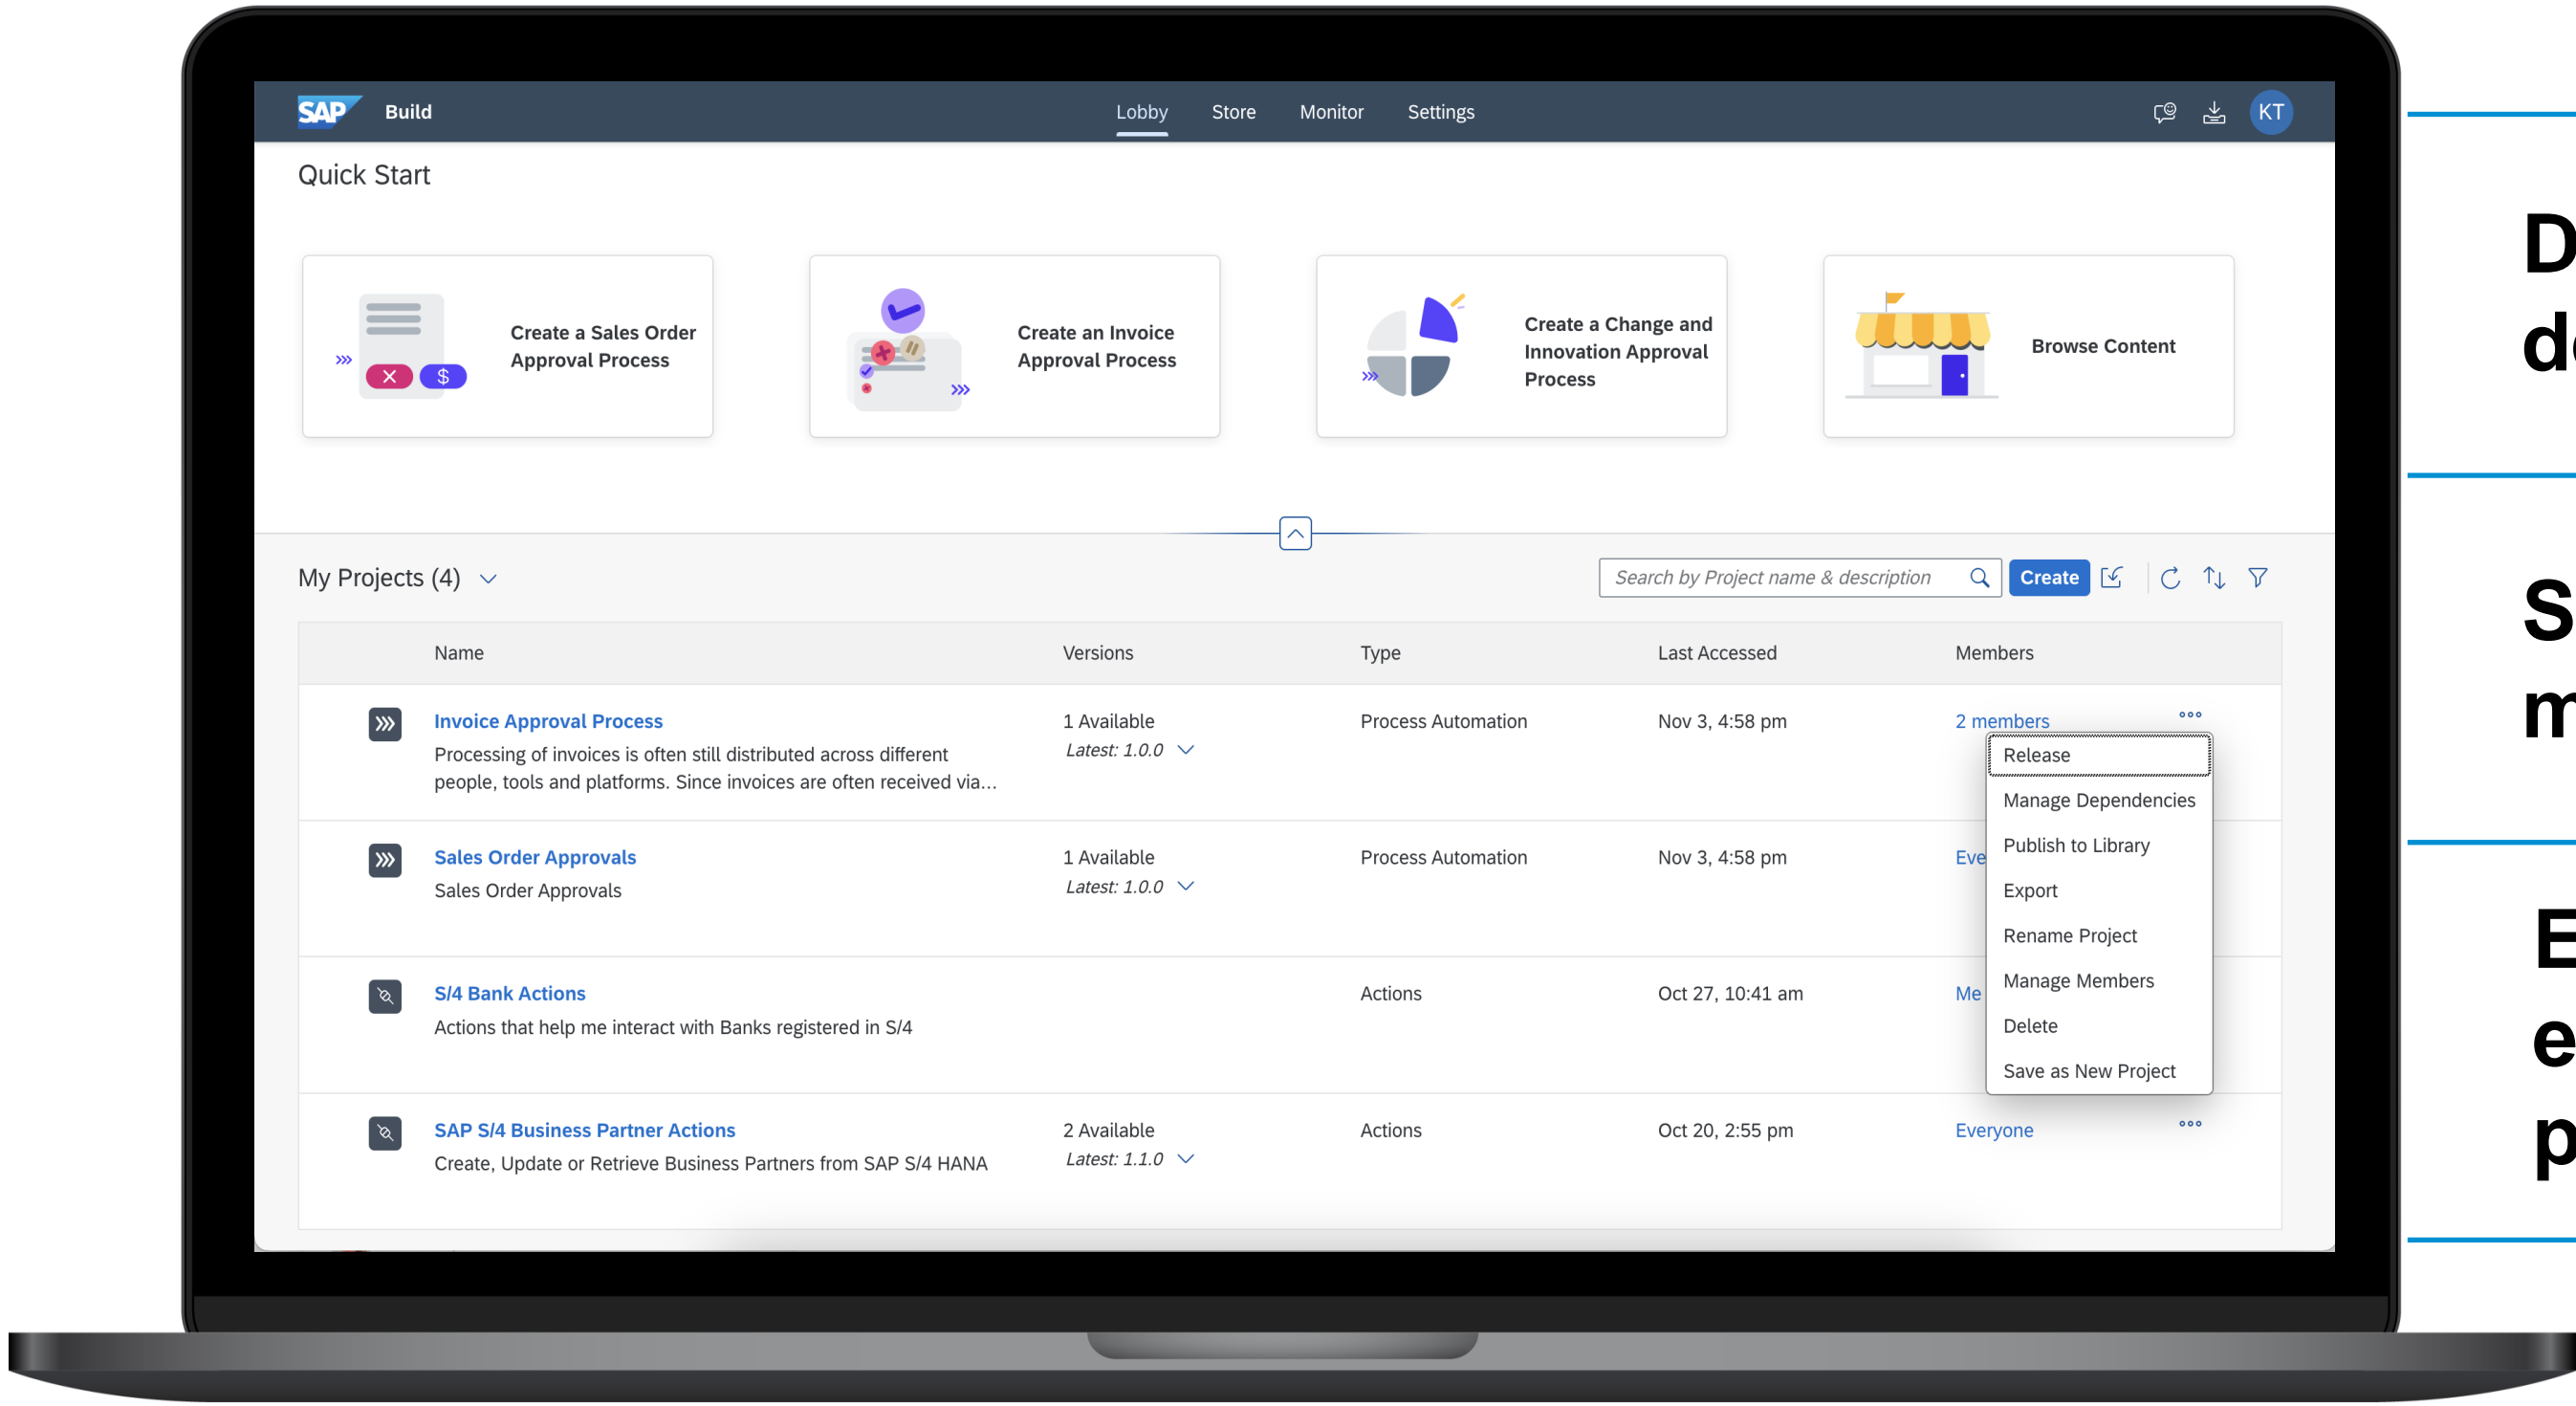 SAP Build Lobby Store Monitor Settings KT
Quick Start
Create a Sales Order
Approval Process
Create an Invoice
Approval Process
Create a Change and
Innovation Approval
Process
Browse Content
My Projects (4)
Search by Project name & description
Create
Name Versions Type Last Accessed Members
Invoice Approval Process 1 Available Process Automation Nov 3, 4:58 pm 2 members
Latest: 1.0.0
Processing of invoices is often still distributed across different
people, tools and platforms. Since invoices are often received via...
Sales Order Approvals 1 Available Process Automation Nov 3, 4:58 pm Eve
Latest: 1.0.0
Sales Order Approvals
S/4 Bank Actions Actions Oct 27, 10:41 am Me
Actions that help me interact with Banks registered in S/4
SAP S/4 Business Partner Actions 2 Available Actions Oct 20, 2:55 pm Everyone
Latest: 1.1.0
Create, Update or Retrieve Business Partners from SAP S/4 HANA
Release
Manage Dependencies
Publish to Library
Export
Rename Project
Manage Members
Delete
Save as New Project